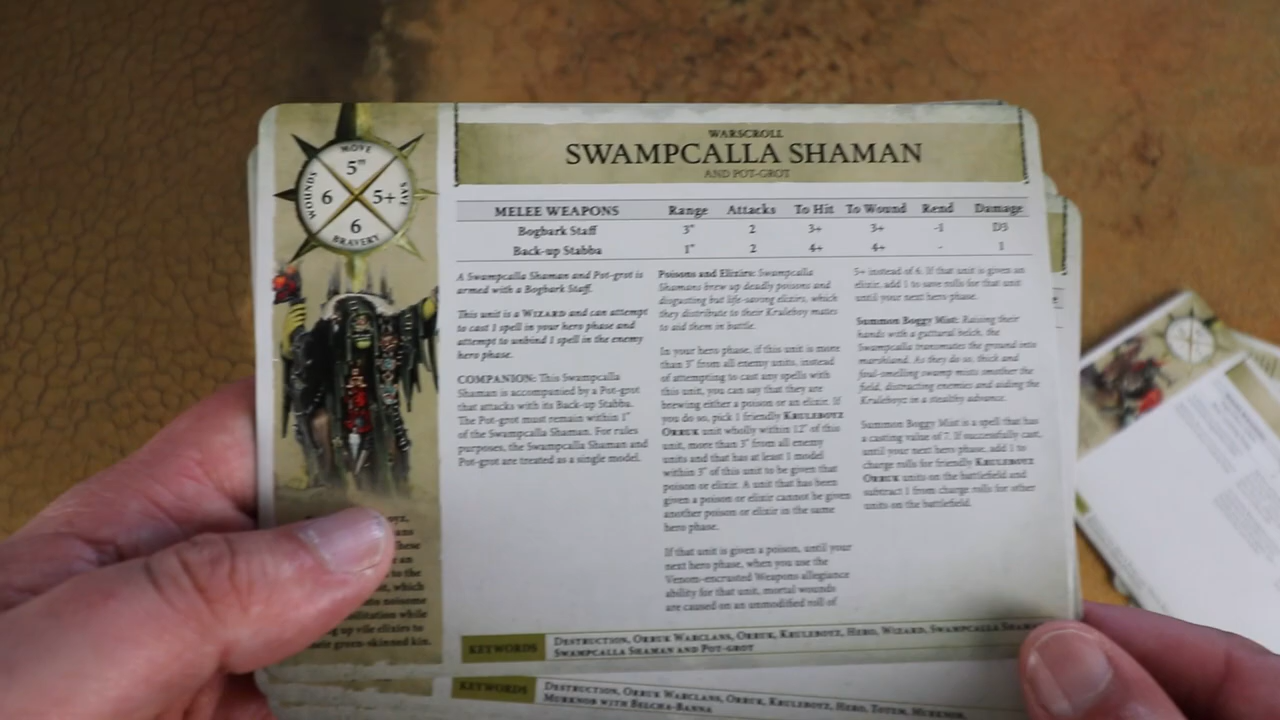 WARSCROLL
SWAMPCALLA SHAMAN
AND POT-GROT
MOVE
5"
WOUNDS
6
5+
SAVE
6
BRAVERY
MELEE WEAPONS Range Attacks To Hit To Wound Rend Damage
Bogbark Staff 3" 2 3+ 3+ -1 D3
Back-up Stabba 1" 2 4+ 4+ - 1
A Swampcalla Shaman and Pot-grot is
armed with a Bogbark Staff.
This unit is a WIZARD and can attempt
to cast 1 spell in your hero phase and
attempt to unbind 1 spell in the enemy
hero phase.
COMPANION: This Swampcalla
Shaman is accompanied by a Pot-grot
that attacks with its Back-up Stabba.
The Pot-grot must remain within 1"
of the Swampcalla Shaman. For rules
purposes, the Swampcalla Shaman and
Pot-grot are treated as a single model.
Poisons and Elixirs: Swampcalla
Shamans brew up deadly poisons and
disgusting but life-saving elixirs, which
they distribute to their Kruleboy mates
to aid them in battle.
In your hero phase, if this unit is more
than 3" from all enemy units, instead
of attempting to cast any spells with
this unit, you can say that they are
brewing either a poison or an elixir. If
you do so, pick 1 friendly KRULEBOYZ
ORRUK unit wholly within 12" of this
unit, more than 3" from all enemy
units and that has at least 1 model
within 3" of this unit to be given that
poison or elixir. A unit that has been
given a poison or elixir cannot be given
another poison or elixir in the same
hero phase.
If that unit is given a poison, until your
next hero phase, when you use the
Venom-encrusted Weapons allegiance
ability for that unit, mortal wounds
are caused on an unmodified roll of
5+ instead of 6. If that unit is given an
elixir, add 1 to save rolls for that unit
until your next hero phase.
Summon Boggy Mist: Raising their
hands with a guttural belch, the
Swampcalla transmutes the ground into
marshland. As they do so, thick and
foul-smelling swamp mists smother the
field, distracting enemies and aiding the
Kruleboyz in a stealthy advance.
Summon Boggy Mist is a spell that has
a casting value of 7. If successfully cast,
until your next hero phase, add 1 to
charge rolls for friendly KRULEBOYZ
ORRUK units on the battlefield and
subtract 1 from charge rolls for other
units on the battlefield.
an
to the
which
noisome
while
up vile elixirs to
green-skinned kin.
KEYWORDS DESTRUCTION, ORRUK WARCLANS, ORRUK, KRULEBOYZ, HERO, WIZARD, SWAMPCALLA
SWAMPCALLA SHAMAN AND POT-GROT
KEYWORDS DESTRUCTION, ORRUK WARCLANS, ORRUK, KRULEBOYZ, HERO, TOTEM, MURKNOB,
MURKNOB WITH BELCHA-BANNA